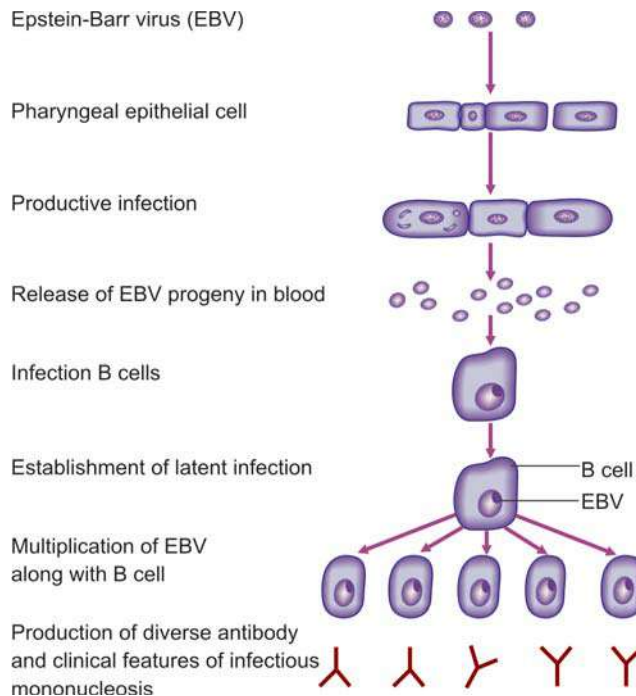 Epstein-Barr virus (EBV)
Pharyngeal epithelial cell
Productive infection
Release of EBV progeny in blood
Infection B cells
Establishment of latent infection
B cell
EBV
Multiplication of EBV
along with B cell
Production of diverse antibody
and clinical features of infectious
mononucleosis